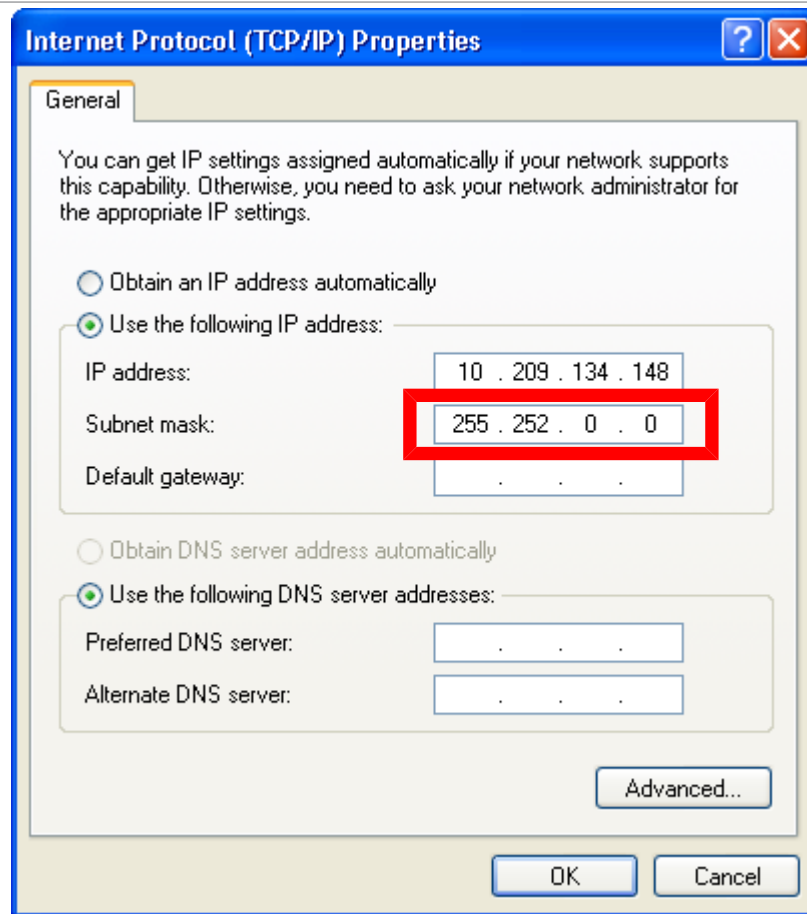 Internet Protocol (TCP/IP) Properties
General
You can get IP settings assigned automatically if your network supports
this capability. Otherwise, you need to ask your network administrator for
the appropriate IP settings.
Obtain an IP address automatically
Use the following IP address:
IP address: 10 . 209 . 134 . 148
Subnet mask: 255 . 252 . 0 . 0
Default gateway: . . .
Obtain DNS server address automatically
Use the following DNS server addresses:
Preferred DNS server: . . .
Alternate DNS server: . . .
Advanced...
OK Cancel